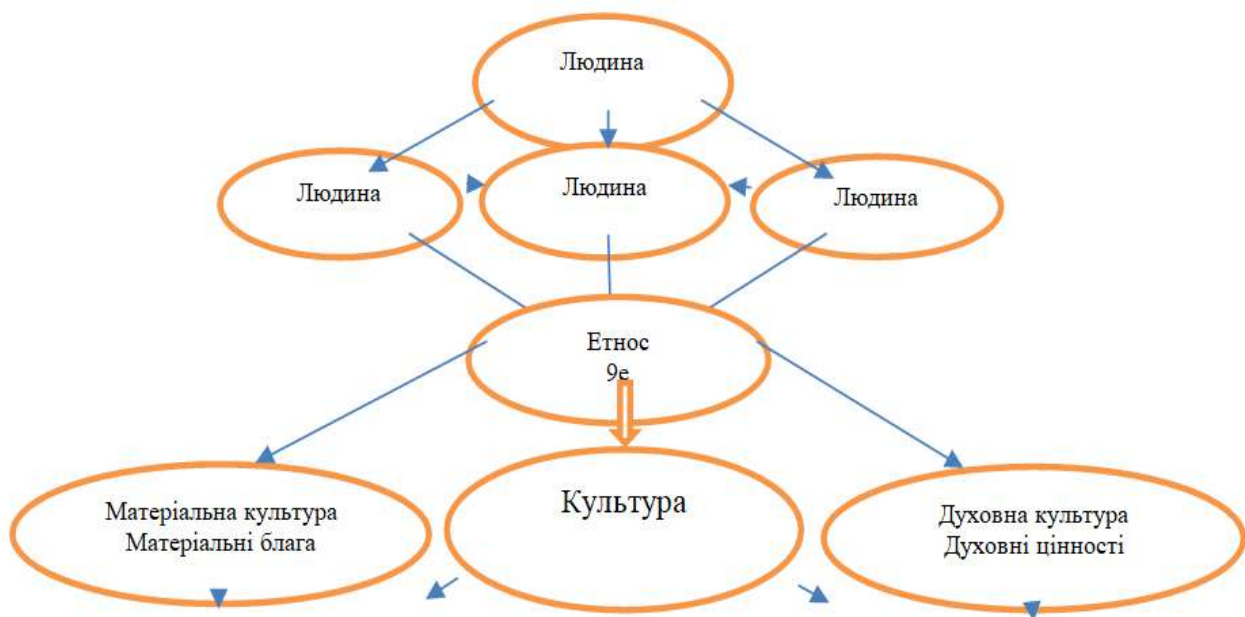 Людина
Людина
Людина
Людина
Етнос
9е
Культура
Матеріальна культура
Матеріальні блага
Духовна культура
Духовні цінності